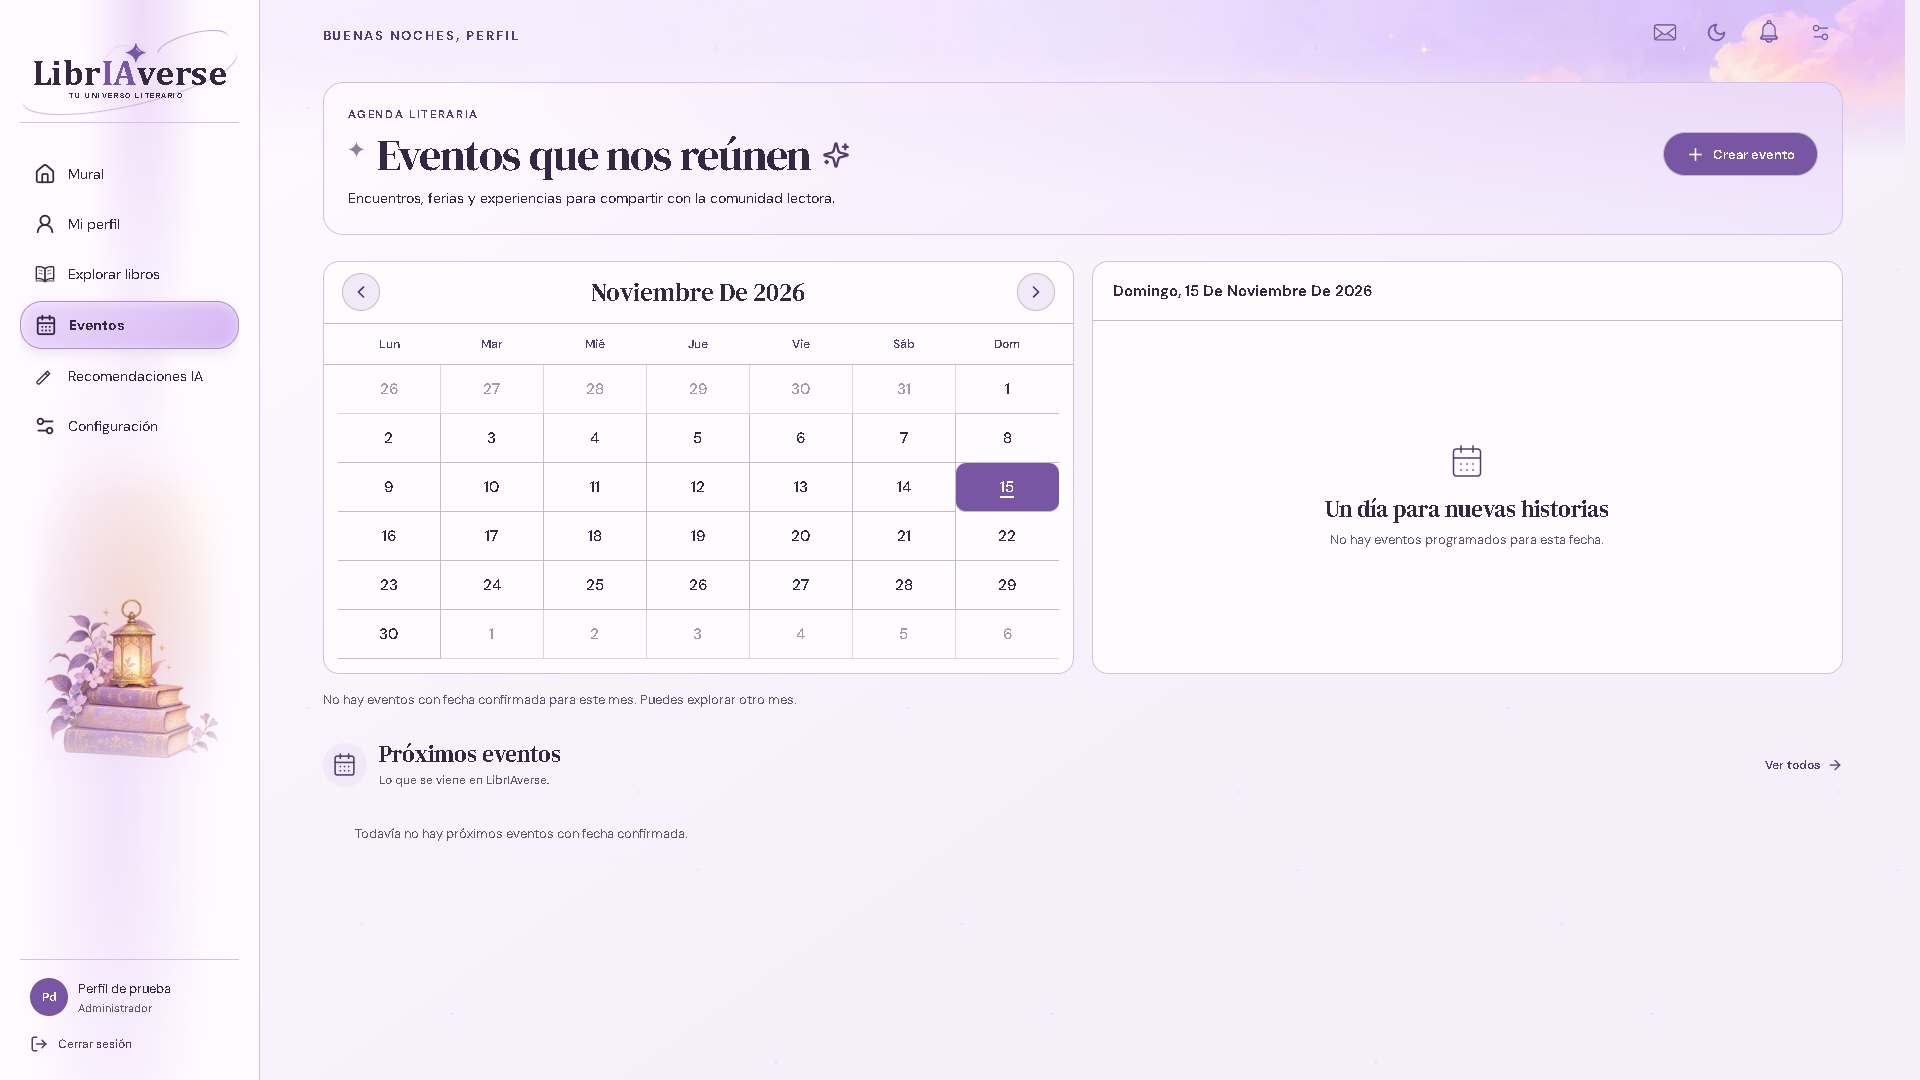 LibrIAverse
TU UNIVERSO LITERARIO
Mural
Mi perfil
Explorar libros
Eventos
Recomendaciones IA
Configuración
Pd
Perfil de prueba
Administrador
Cerrar sesión
BUENAS NOCHES, PERFIL
AGENDA LITERARIA
Eventos que nos reúnen
Encuentros, ferias y experiencias para compartir con la comunidad lectora.
Crear evento
Noviembre De 2026
Lun Mar Mié Jue Vie Sáb Dom
26 27 28 29 30 31 1
2 3 4 5 6 7 8
9 10 11 12 13 14 15
16 17 18 19 20 21 22
23 24 25 26 27 28 29
30 1 2 3 4 5 6
Domingo, 15 De Noviembre De 2026
Un día para nuevas historias
No hay eventos programados para esta fecha.
No hay eventos con fecha confirmada para este mes. Puedes explorar otro mes.
Próximos eventos
Lo que se viene en LibrIAverse.
Ver todos
Todavía no hay próximos eventos con fecha confirmada.